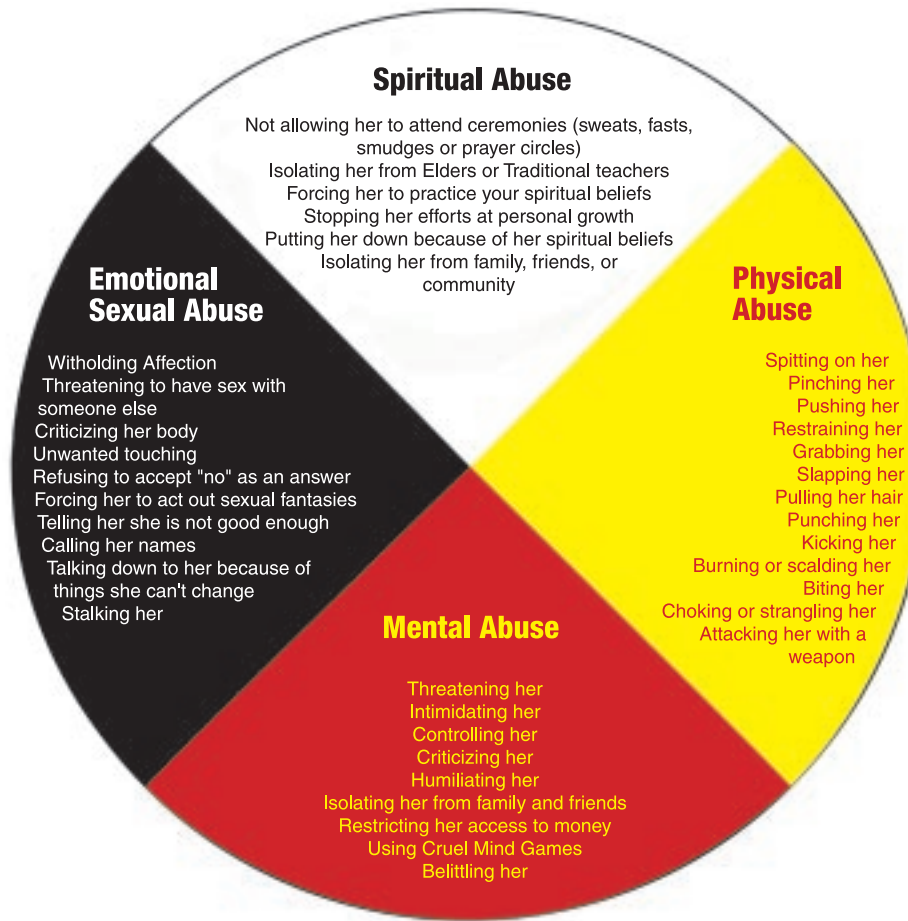 Spiritual Abuse
Not allowing her to attend ceremonies (sweats, fasts,
smudges or prayer circles)
Isolating her from Elders or Traditional teachers
Forcing her to practice your spiritual beliefs
Stopping her efforts at personal growth
Putting her down because of her spiritual beliefs
Isolating her from family, friends, or
community
Emotional
Sexual Abuse
Witholding Affection
Threatening to have sex with
someone else
Criticizing her body
Unwanted touching
Refusing to accept "no" as an answer
Forcing her to act out sexual fantasies
Telling her she is not good enough
Calling her names
Talking down to her because of
things she can't change
Stalking her
Physical
Abuse
Spitting on her
Pinching her
Pushing her
Restraining her
Grabbing her
Slapping her
Pulling her hair
Punching her
Kicking her
Burning or scalding her
Biting her
Choking or strangling her
Attacking her with a
weapon
Mental Abuse
Threatening her
Intimidating her
Controlling her
Criticizing her
Humiliating her
Isolating her from family and friends
Restricting her access to money
Using Cruel Mind Games
Belittling her